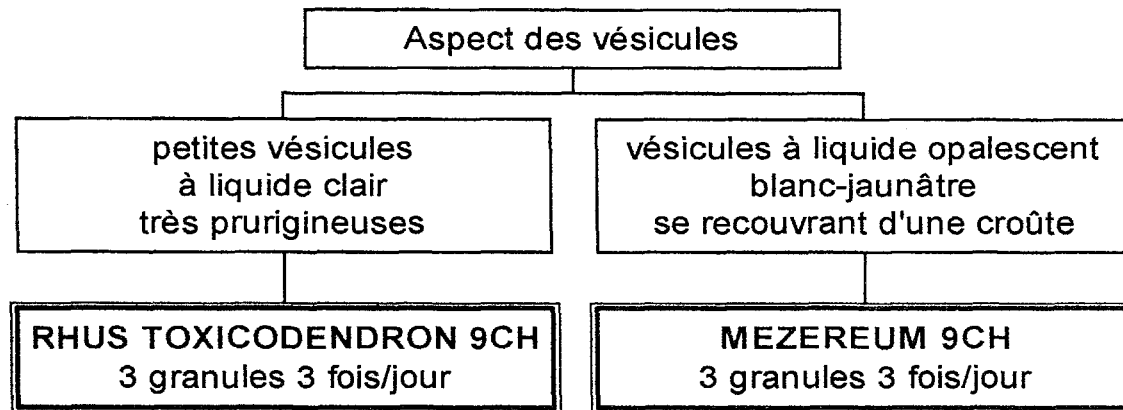 Aspect des vésicules
petites vésicules
à liquide clair
très prurigineuses
vésicules à liquide opalescent
blanc-jaunâtre
se recouvrant d'une croûte
RHUS TOXICODENDRON 9CH
3 granules 3 fois/jour
MEZEREUM 9CH
3 granules 3 fois/jour